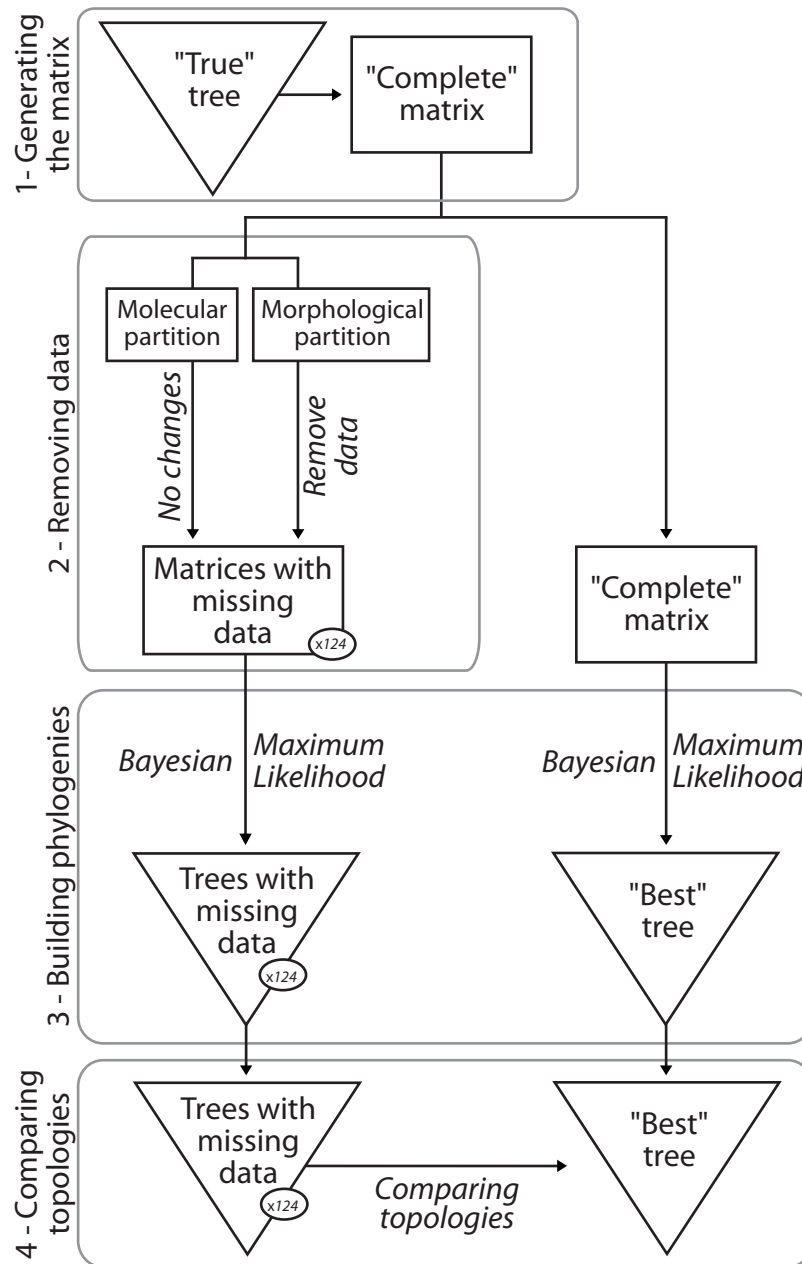 1- Generating
the matrix
"True"
tree
"Complete"
matrix
2 - Removing data
Molecular
partition
Morphological
partition
No changes
Remove
data
Matrices with
missing
data
x124
"Complete"
matrix
3 - Building phylogenies
Bayesian
Maximum
Likelihood
Bayesian
Maximum
Likelihood
Trees with
missing
data
x124
"Best"
tree
4 - Comparing
topologies
Trees with
missing
data
x124
Comparing
topologies
"Best"
tree